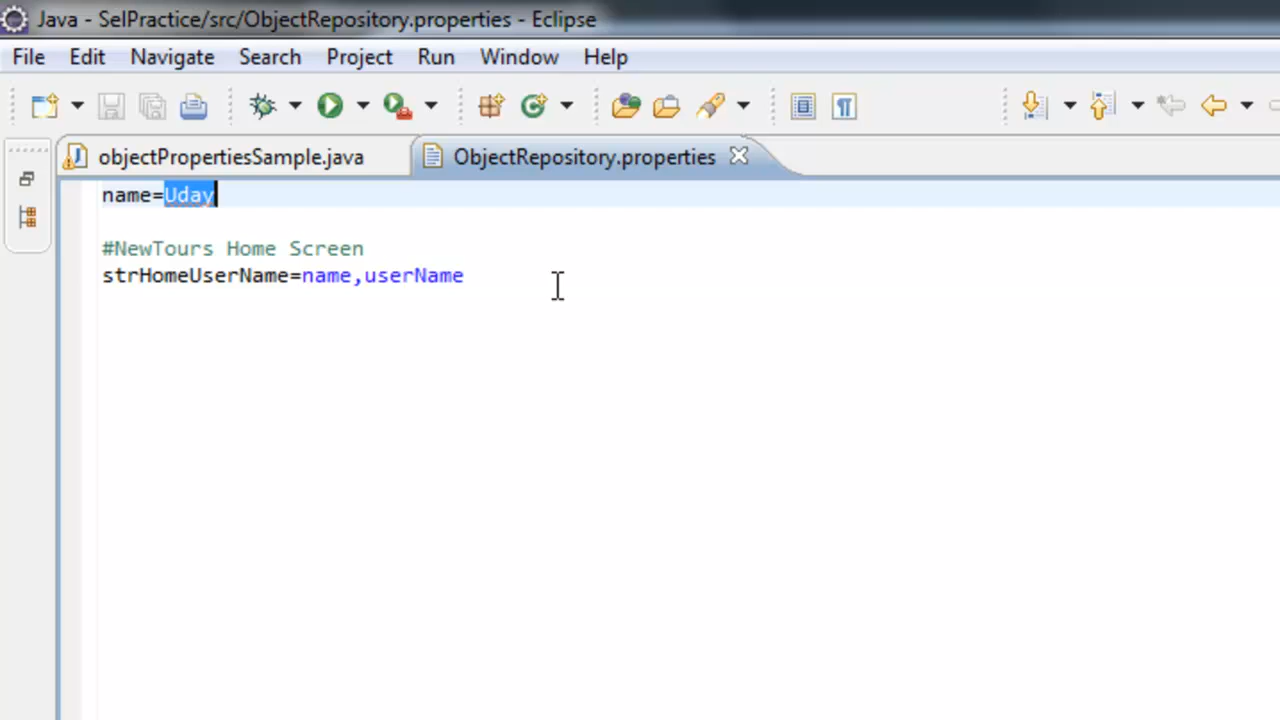 Java - SelPractice/src/ObjectRepository.properties - Eclipse
File Edit Navigate Search Project Run Window Help
objectPropertiesSample.java ObjectRepository.properties
name=Uday
#NewTours Home Screen
strHomeUserName=name,userName